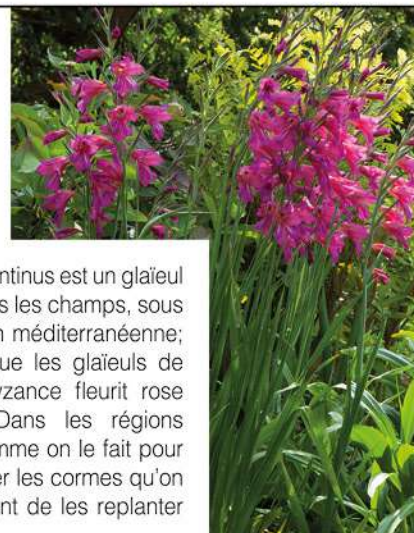 ntinus est un glaïeul
s les champs, sous
n méditerranéenne;
ue les glaïeuls de
zance fleurit rose
Dans les régions
mme on le fait pour
er les cormes qu'on
nt de les replanter